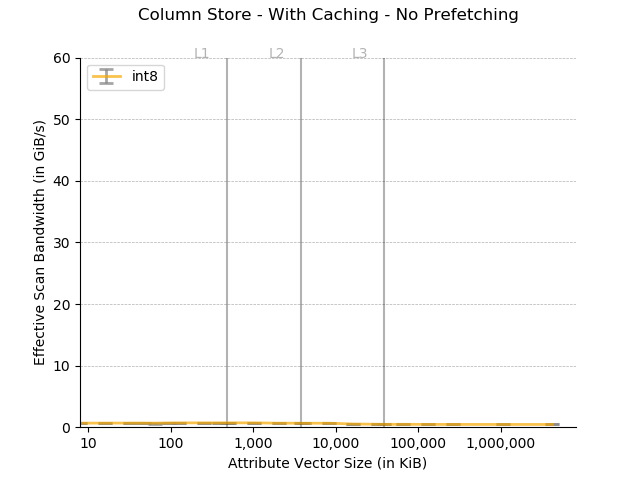 Column Store - With Caching - No Prefetching
L1 L2 L3
int8
Effective Scan Bandwidth (in GiB/s)
60
50
40
30
20
10
0
10 100 1,000 10,000 100,000 1,000,000
Attribute Vector Size (in KiB)